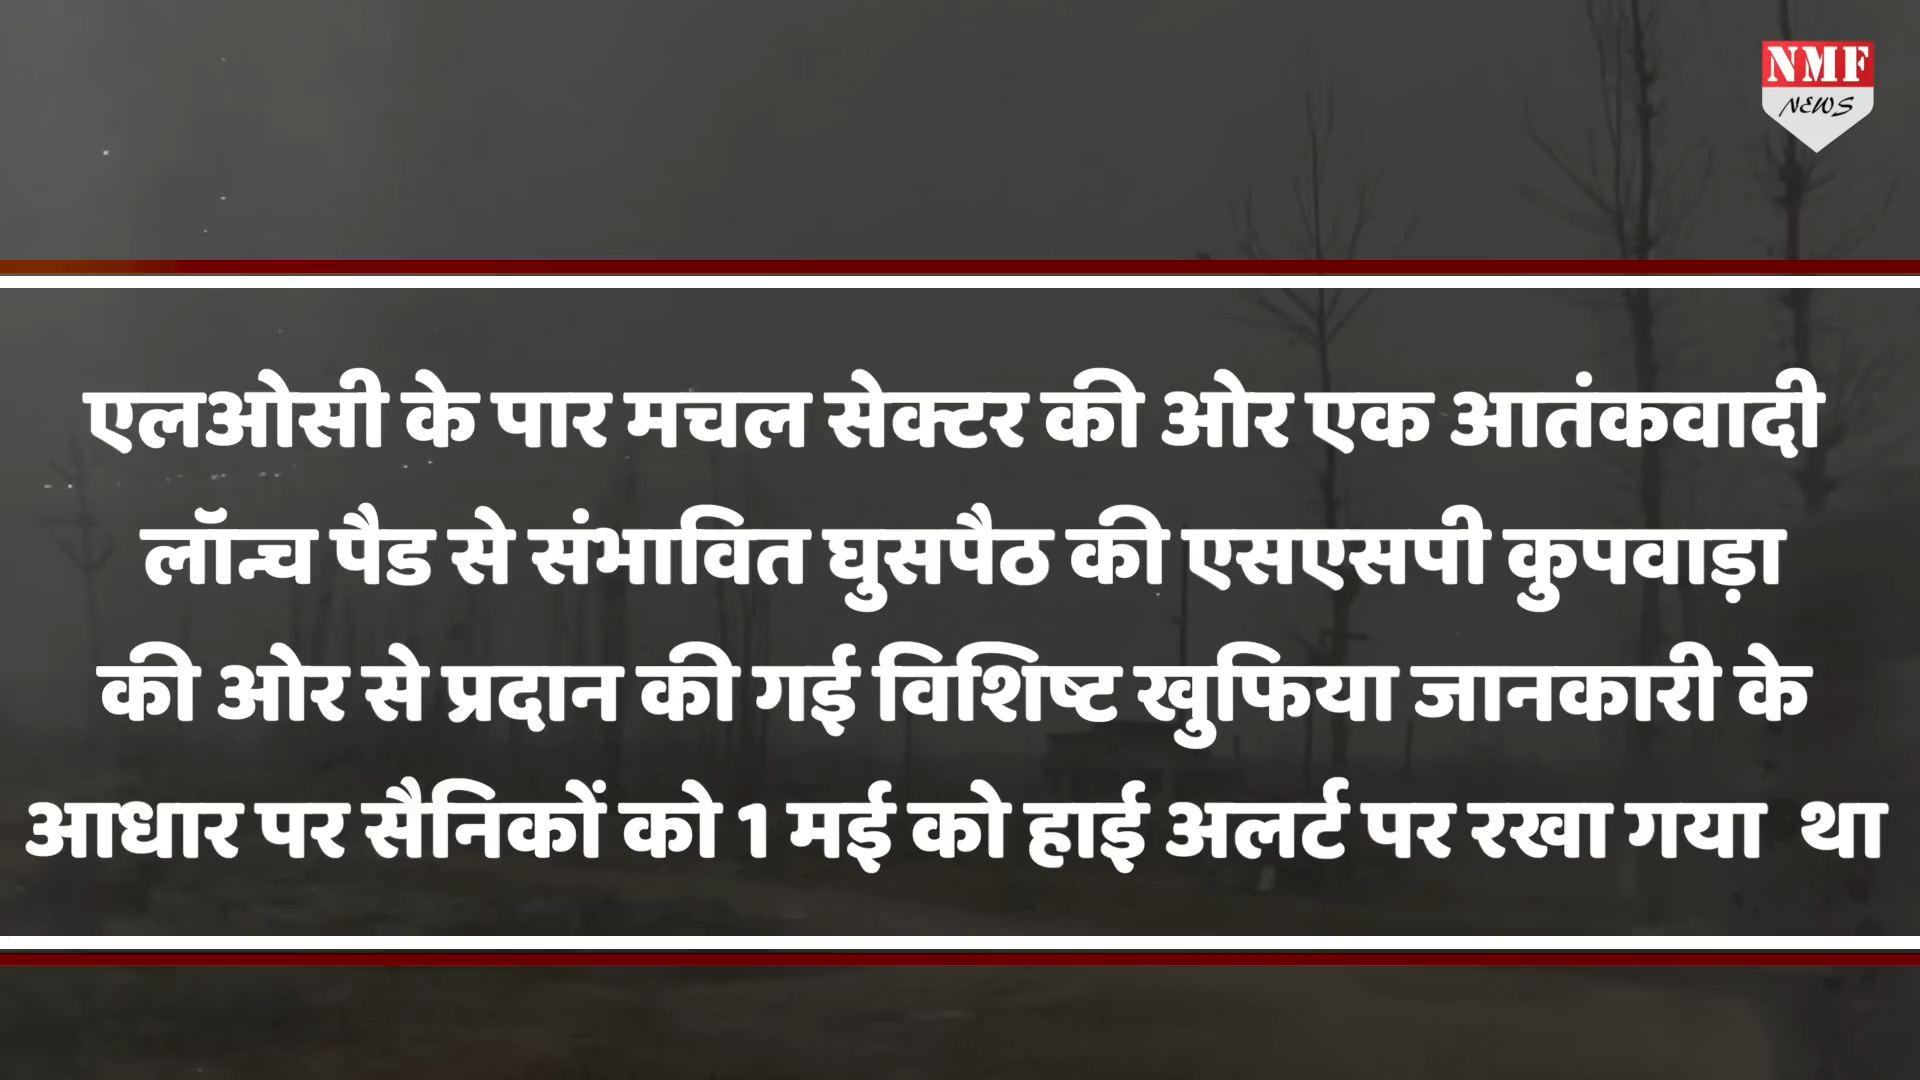 NMF
NEWS
एलओसी के पार मचल सेक्टर की ओर एक आतंकवादी
लॉन्च पैड से संभावित घुसपैठ की एसएसपी कुपवाड़ा
की ओर से प्रदान की गई विशिष्ट खुफिया जानकारी के
आधार पर सैनिकों को 1 मई को हाई अलर्ट पर रखा गया था